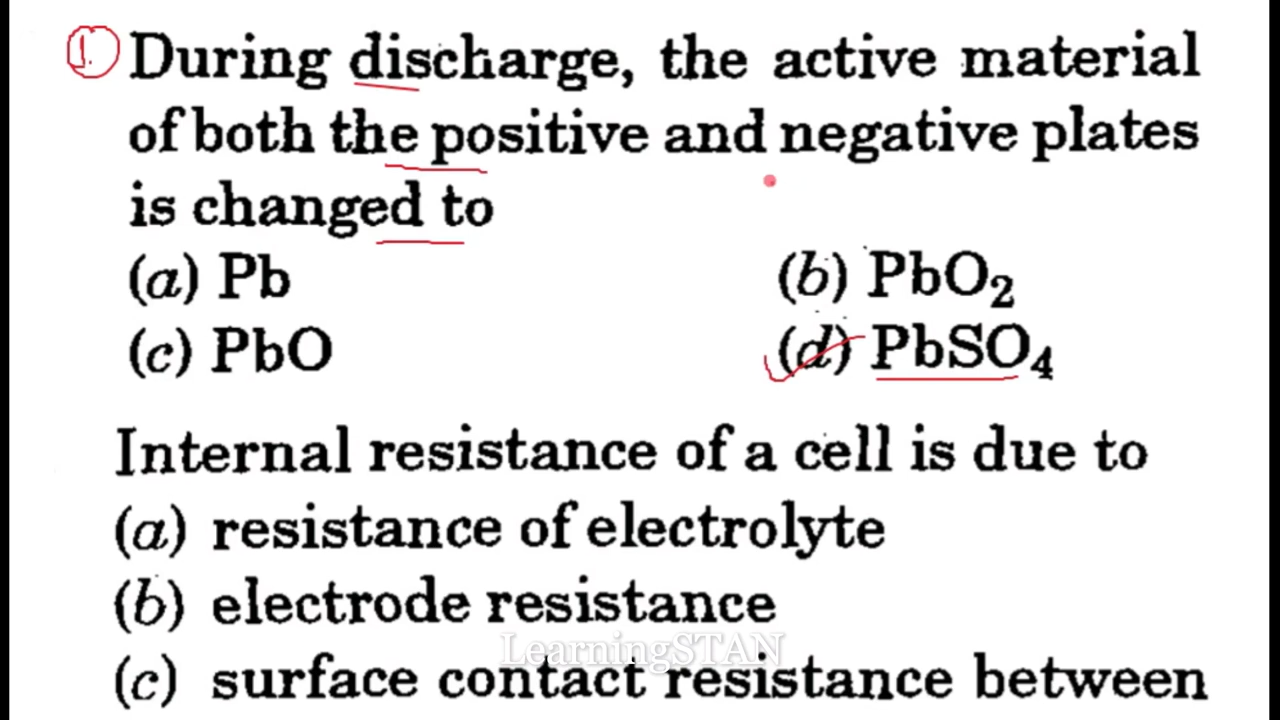 1. During discharge, the active material
of both the positive and negative plates
is changed to
(a) Pb (b) PbO₂
(c) PbO (d) PbSO₄
Internal resistance of a cell is due to
(a) resistance of electrolyte
(b) electrode resistance
LearningSTAN
(c) surface contact resistance between